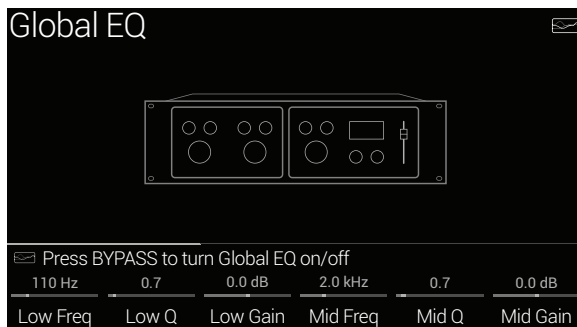 Global EQ
Press BYPASS to turn Global EQ on/off
110 Hz 0.7 0.0 dB 2.0 kHz 0.7 0.0 dB
Low Freq Low Q Low Gain Mid Freq Mid Q Mid Gain